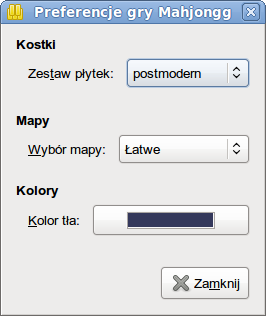 Preferencje gry Mahjongg
Kostki
Zestaw płytek: postmodern
Mapy
Wybór mapy: Łatwe
Kolory
Kolor tła:
Zamknij